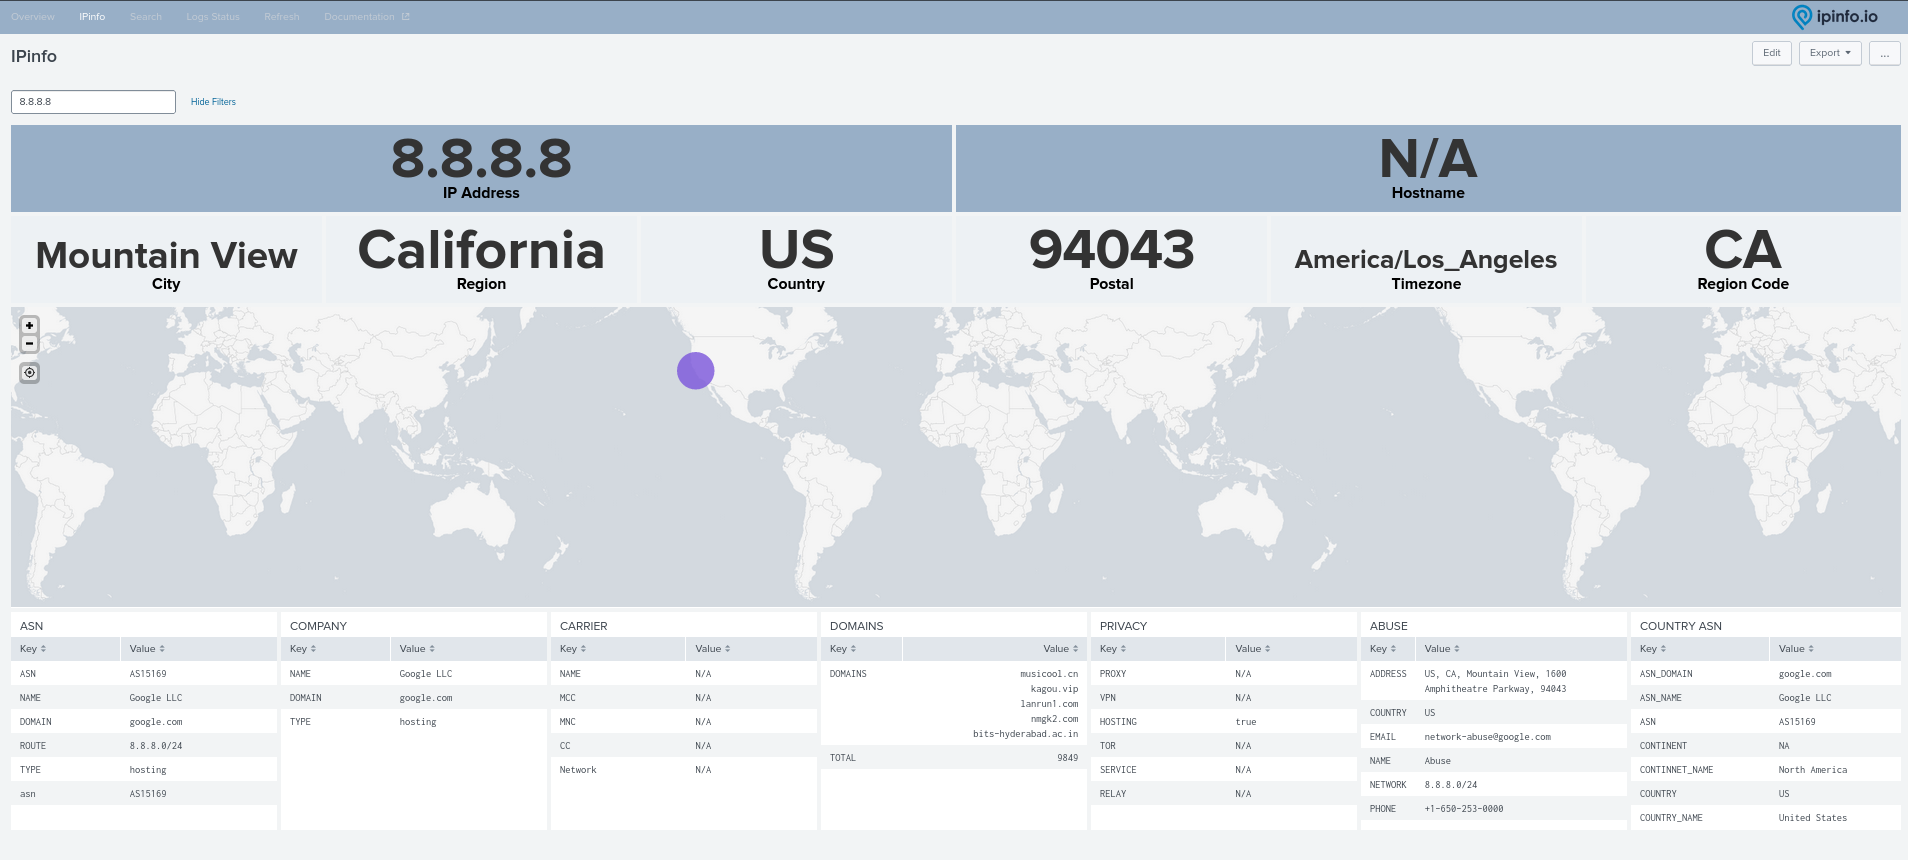 Overview IPinfo Search Logs Status Refresh Documentation
ipinfo.io
IPinfo
Edit Export ...
8.8.8.8 Hide Filters
8.8.8.8
IP Address
N/A
Hostname
Mountain View
City
California
Region
US
Country
94043
Postal
America/Los_Angeles
Timezone
CA
Region Code
+
−
ASN
Key Value
ASN AS15169
NAME Google LLC
DOMAIN google.com
ROUTE 8.8.8.0/24
TYPE hosting
asn AS15169
COMPANY
Key Value
NAME Google LLC
DOMAIN google.com
TYPE hosting
CARRIER
Key Value
NAME N/A
MCC N/A
MNC N/A
CC N/A
Network N/A
DOMAINS
Key Value
DOMAINS musicool.cn
kagou.vip
lanrun1.com
nmgk2.com
bits-hyderabad.ac.in
TOTAL 9849
PRIVACY
Key Value
PROXY N/A
VPN N/A
HOSTING true
TOR N/A
SERVICE N/A
RELAY N/A
ABUSE
Key Value
ADDRESS US, CA, Mountain View, 1600
Amphitheatre Parkway, 94043
COUNTRY US
EMAIL network-abuse@google.com
NAME Abuse
NETWORK 8.8.8.0/24
PHONE +1-650-253-0000
COUNTRY ASN
Key Value
ASN_DOMAIN google.com
ASN_NAME Google LLC
ASN AS15169
CONTINENT NA
CONTINNET_NAME North America
COUNTRY US
COUNTRY_NAME United States